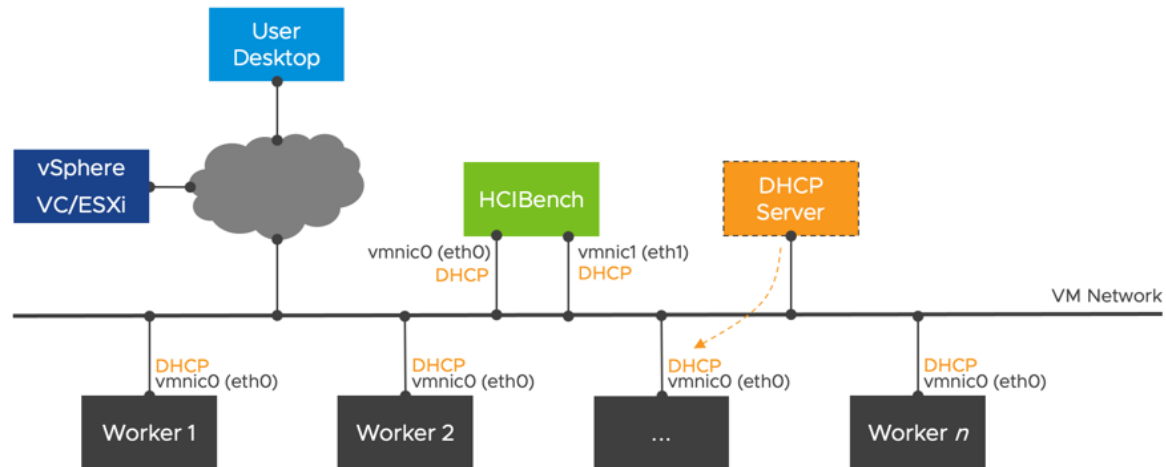 User
Desktop
vSphere
VC/ESXi
HCIBench
DHCP
Server
vmnic0 (eth0)
DHCP
vmnic1 (eth1)
DHCP
VM Network
DHCP
vmnic0 (eth0)
DHCP
vmnic0 (eth0)
DHCP
vmnic0 (eth0)
DHCP
vmnic0 (eth0)
Worker 1
Worker 2
...
Worker n